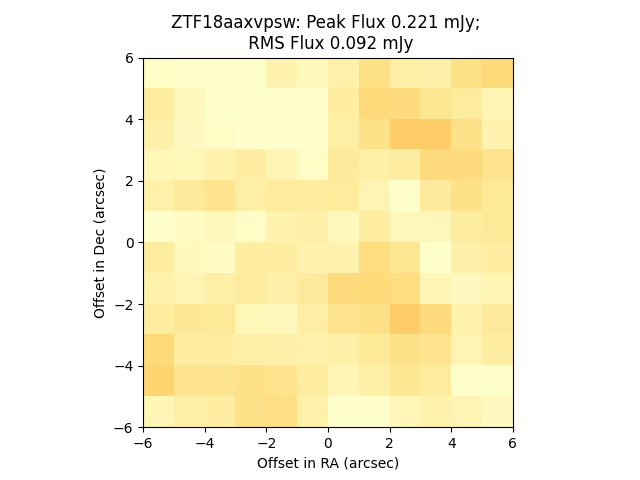 ZTF18aaxvpsw: Peak Flux 0.221 mJy;
RMS Flux 0.092 mJy
6
4
2
0
−2
−4
−6
Offset in Dec (arcsec)
−6 −4 −2 0 2 4 6
Offset in RA (arcsec)